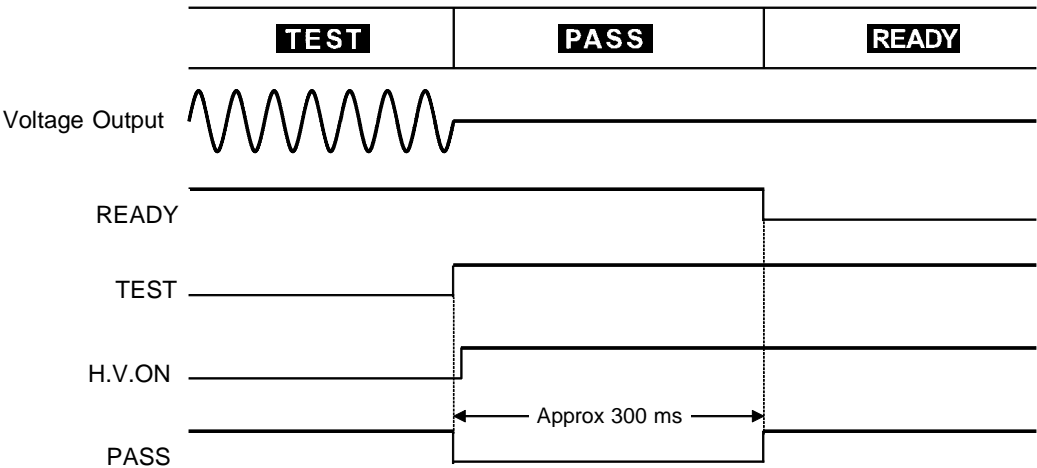 TEST PASS READY
Voltage Output
READY
TEST
H.V.ON
Approx 300 ms
PASS